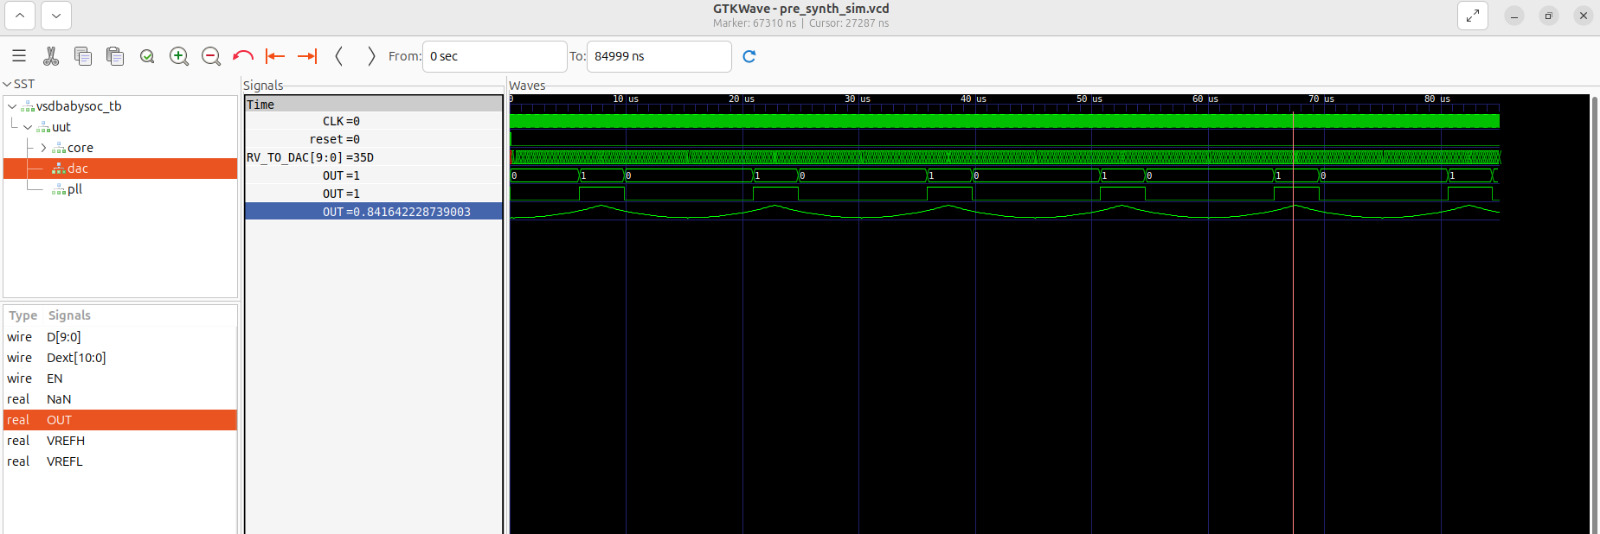 GTKWave - pre_synth_sim.vcd
Marker: 67310 ns | Cursor: 27287 ns
From: 0 sec To: 84999 ns
SST
vsdbabysoc_tb
uut
core
dac
pll
Type Signals
wire D[9:0]
wire Dext[10:0]
wire EN
real NaN
real OUT
real VREFH
real VREFL
Signals
Time
CLK=0
reset=0
RV_TO_DAC[9:0]=35D
OUT=1
OUT=1
OUT=0.841642228739003
Waves
0 10 us 20 us 30 us 40 us 50 us 60 us 70 us 80 us
0 1 0 1 0 1 0 1 0 1 0 1